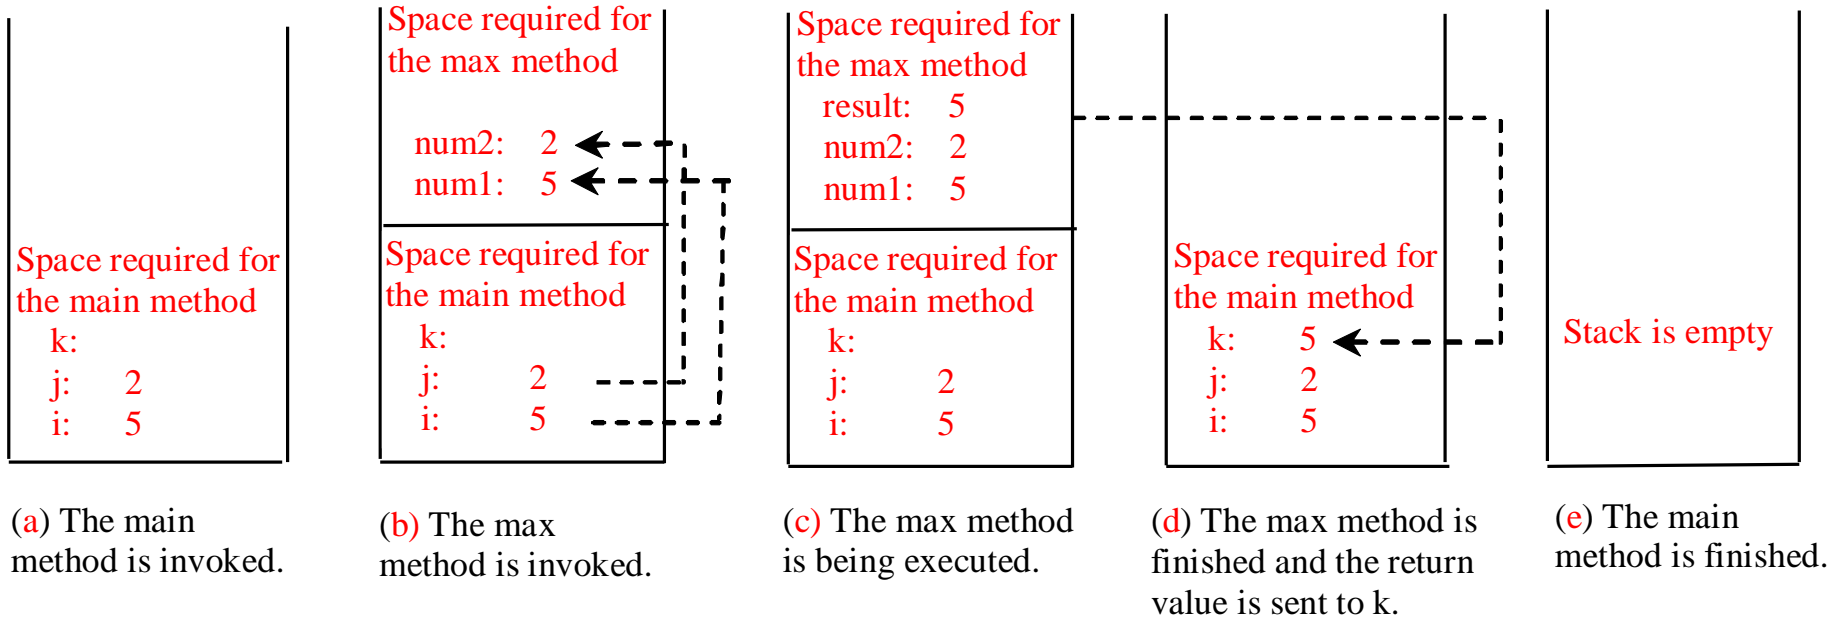 Space required for
the main method
k:
j: 2
i: 5
(a) The main
method is invoked.
Space required for
the max method
num2: 2
num1: 5
Space required for
the main method
k:
j: 2
i: 5
(b) The max
method is invoked.
Space required for
the max method
result: 5
num2: 2
num1: 5
Space required for
the main method
k:
j: 2
i: 5
(c) The max method
is being executed.
Space required for
the main method
k: 5
j: 2
i: 5
(d) The max method is
finished and the return
value is sent to k.
Stack is empty
(e) The main
method is finished.